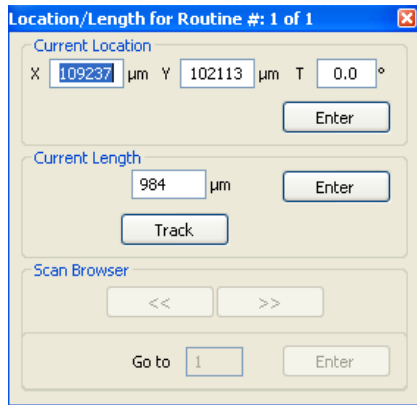 Location/Length for Routine #: 1 of 1
Current Location
X 109237 µm Y 102113 µm T 0.0 °
Enter
Current Length
984 µm Enter
Track
Scan Browser
<< >>
Go to 1 Enter